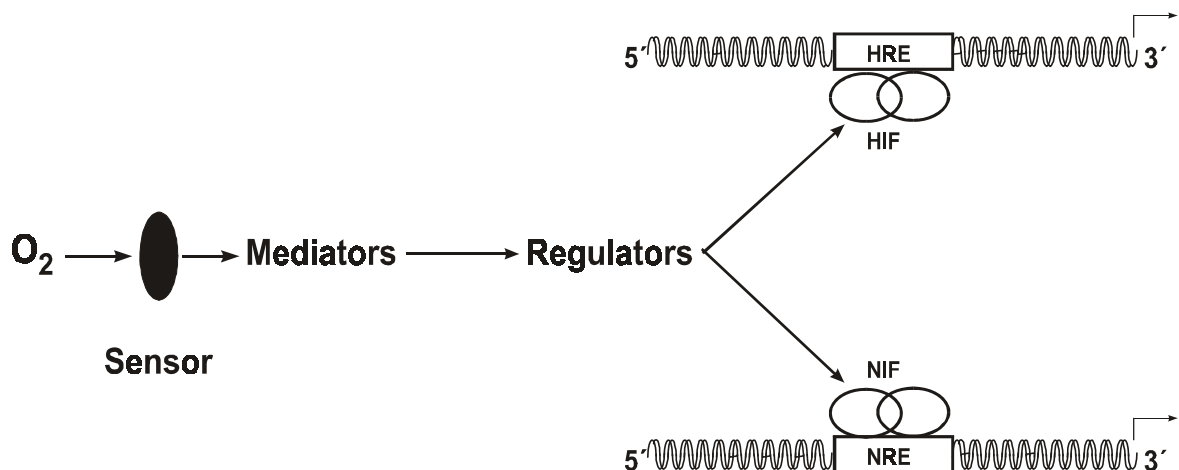 5´ HRE 3´
HIF
O2 Mediators Regulators
Sensor
NIF
5´ NRE 3´